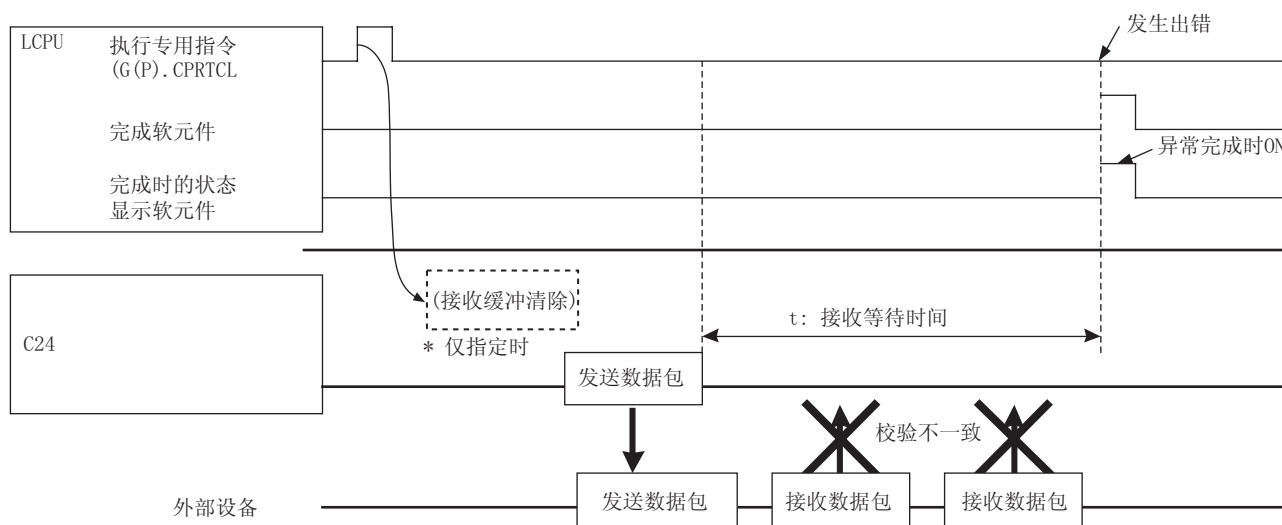 发生出错
LCPU 执行专用指令
(G(P).CPRTCL
完成软元件
异常完成时ON
完成时的状态
显示软元件
(接收缓冲清除)
t: 接收等待时间
C24
* 仅指定时
发送数据包
校验不一致
外部设备
发送数据包
接收数据包
接收数据包